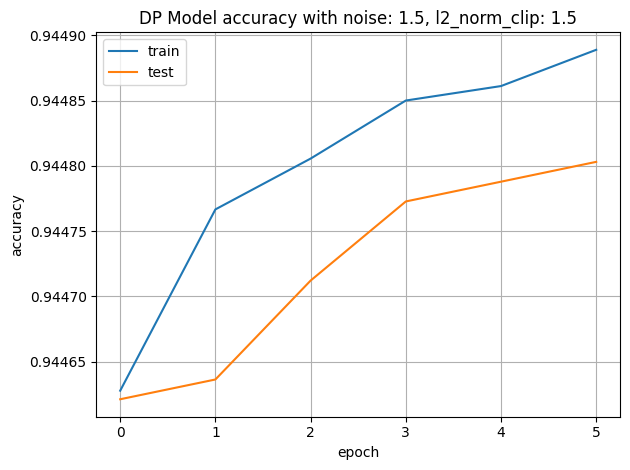 DP Model accuracy with noise: 1.5, l2_norm_clip: 1.5
train
test
accuracy
0.94490
0.94485
0.94480
0.94475
0.94470
0.94465
0 1 2 3 4 5
epoch